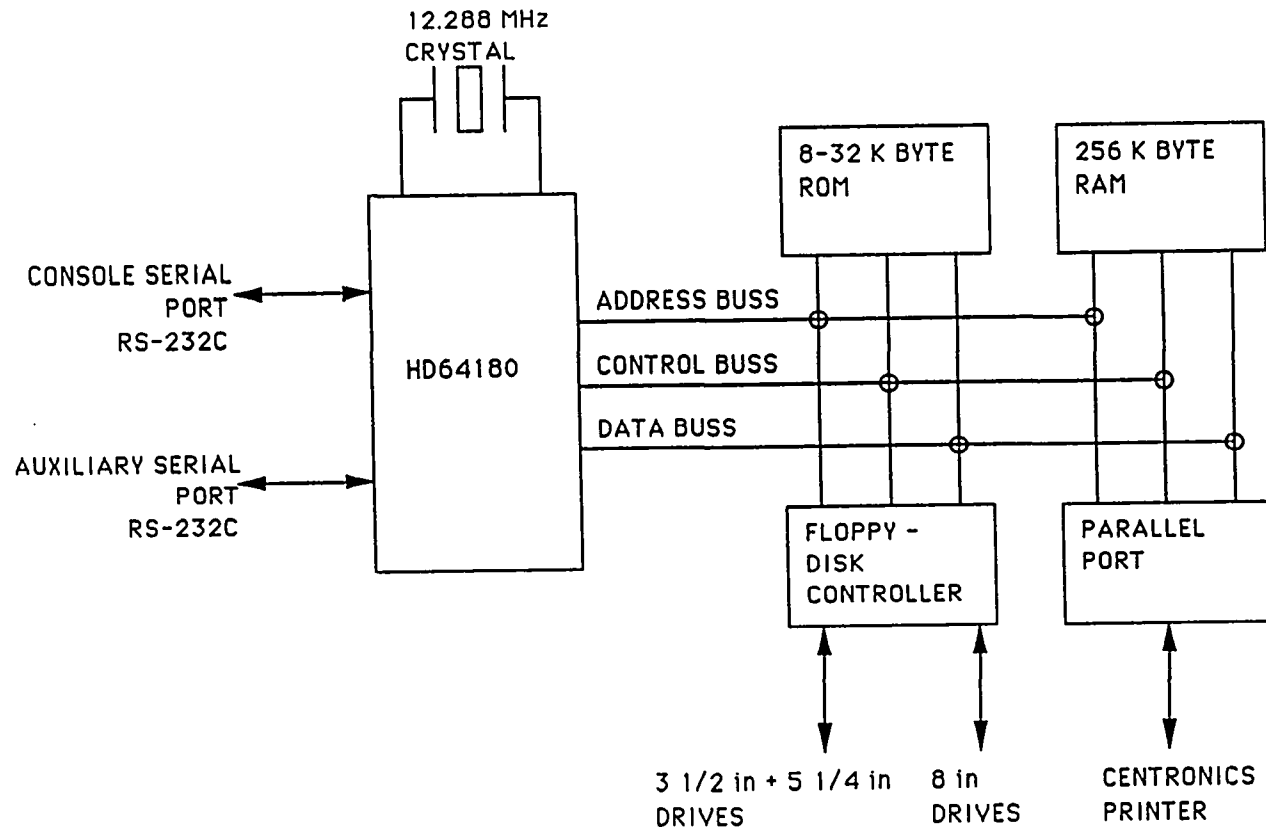 12.288 MHz
CRYSTAL
8-32 K BYTE
ROM
256 K BYTE
RAM
CONSOLE SERIAL
PORT
RS-232C
ADDRESS BUSS
HD64180
CONTROL BUSS
DATA BUSS
AUXILIARY SERIAL
PORT
RS-232C
FLOPPY -
DISK
CONTROLLER
PARALLEL
PORT
3 1/2 in + 5 1/4 in
DRIVES
8 in
DRIVES
CENTRONICS
PRINTER